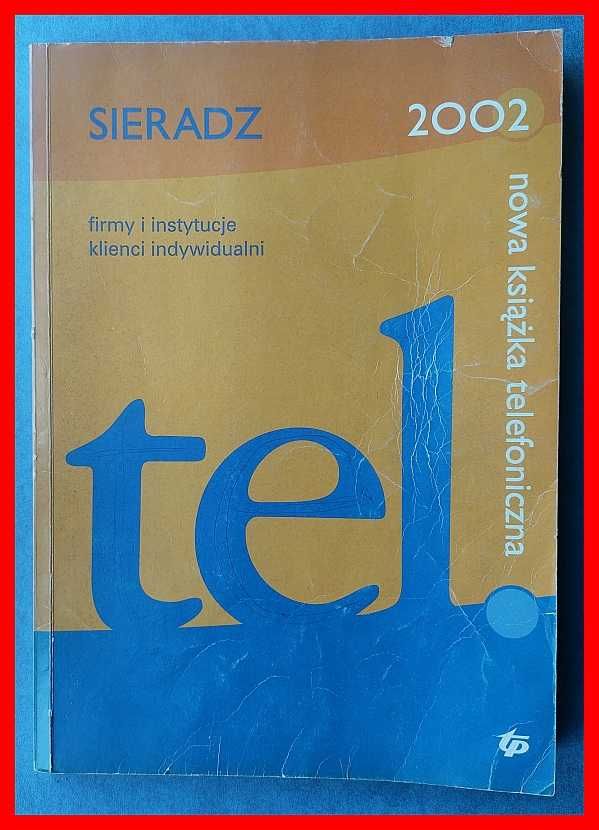 SIERADZ
2002
nowa książka telefoniczna
firmy i instytucje
klienci indywidualni
tel.
tp